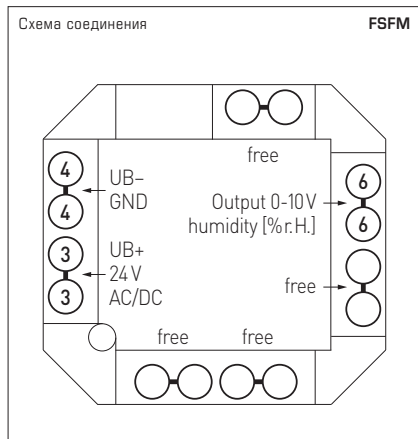 Схема соединения
FSFM
free
4
4
UB–
GND
3
3
UB+
24 V
AC/DC
Output 0-10 V
humidity [% r. H.]
6
6
free
free
free